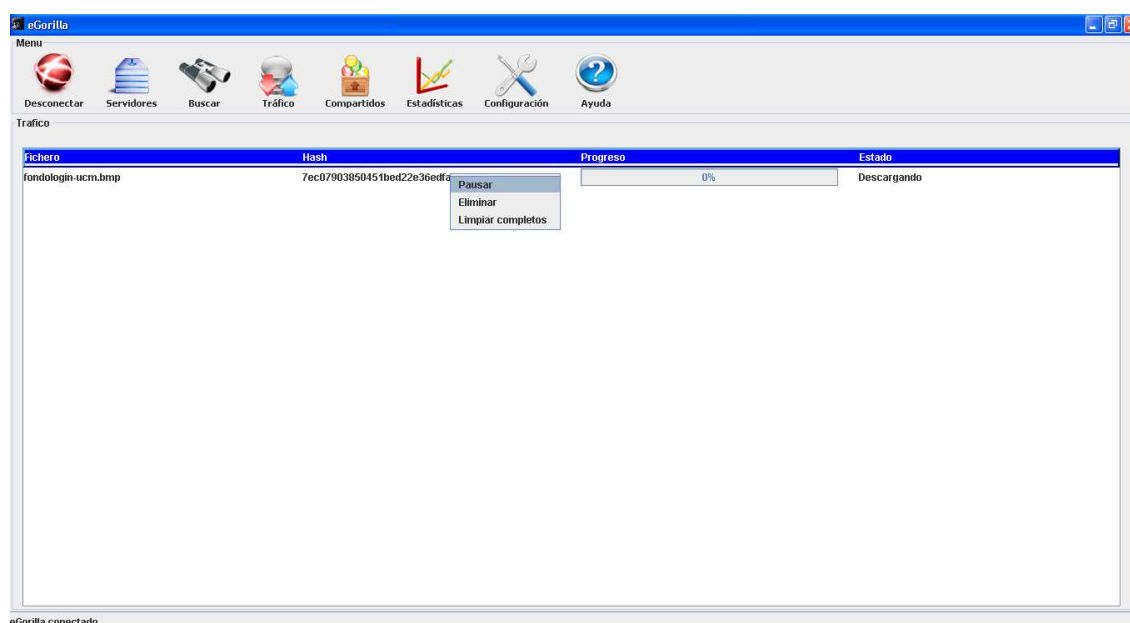 eGorilla
Menu
Desconectar Servidores Buscar Tráfico Compartidos Estadísticas Configuración Ayuda
Trafico
Fichero Hash Progreso Estado
fondologin-ucm.bmp 7ec07903850451bed22e36edfa 0% Descargando
Pausar
Eliminar
Limpiar completos
eGorilla conectado